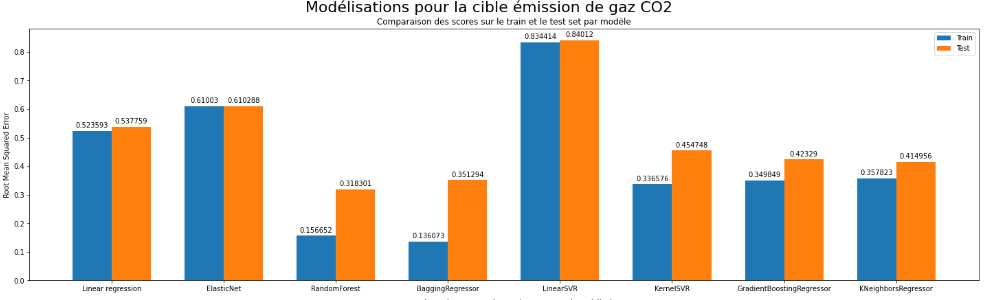 Modélisations pour la cible émission de gaz CO2
Comparaison des scores sur le train et le test set par modèle
Root Mean Squared Error
0.8
0.7
0.6
0.5
0.4
0.3
0.2
0.1
0.0
0.523593 0.537759
0.61003 0.610288
0.156652 0.318301
0.136073 0.351294
0.834414 0.84012
0.336576 0.454748
0.349849 0.42329
0.357823 0.414956
Train
Test
Linear regression ElasticNet RandomForest BaggingRegressor LinearSVR KernelSVR GradientBoostingRegressor KNeighborsRegressor